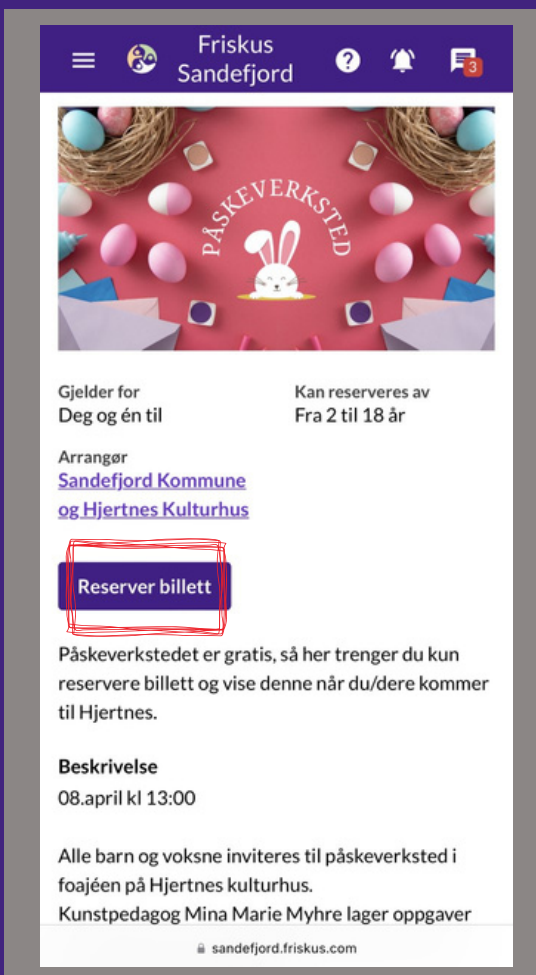 Friskus
Sandefjord
3
PÅSKEVERKSTED
Gjelder for
Deg og én til
Kan reserveres av
Fra 2 til 18 år
Arrangør
Sandefjord Kommune
og Hjertnes Kulturhus
Reserver billett
Påskeverkstedet er gratis, så her trenger du kun
reservere billett og vise denne når du/dere kommer
til Hjertnes.
Beskrivelse
08.april kl 13:00
Alle barn og voksne inviteres til påskeverksted i
foajéen på Hjertnes kulturhus.
Kunstpedagog Mina Marie Myhre lager oppgaver
sandefjord.friskus.com